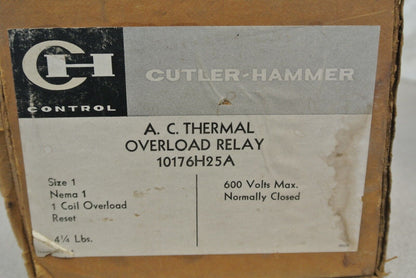 CH
CONTROL
CUTLER-HAMMER
A. C. THERMAL
OVERLOAD RELAY
10176H25A
Size 1
Nema 1
1 Coil Overload
Reset
4¼ Lbs.
600 Volts Max.
Normally Closed